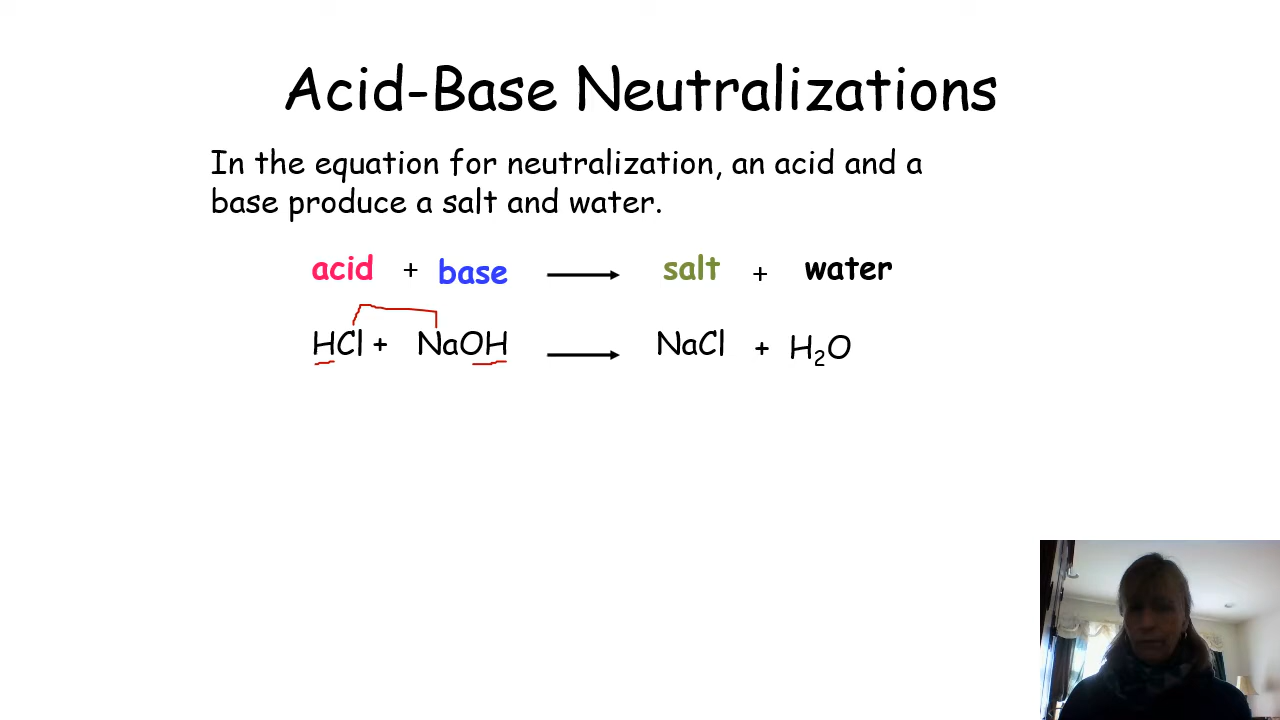 Acid-Base Neutralizations
In the equation for neutralization, an acid and a
base produce a salt and water.
acid + base ⟶ salt + water
HCl + NaOH ⟶ NaCl + H₂O